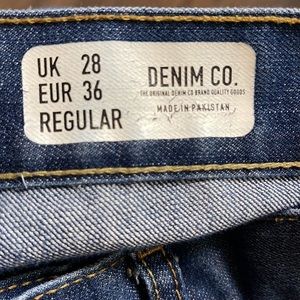 UK 28
EUR 36
REGULAR
DENIM CO.
THE ORIGINAL DENIM CO BRAND QUALITY GOODS
MADE IN PAKISTAN